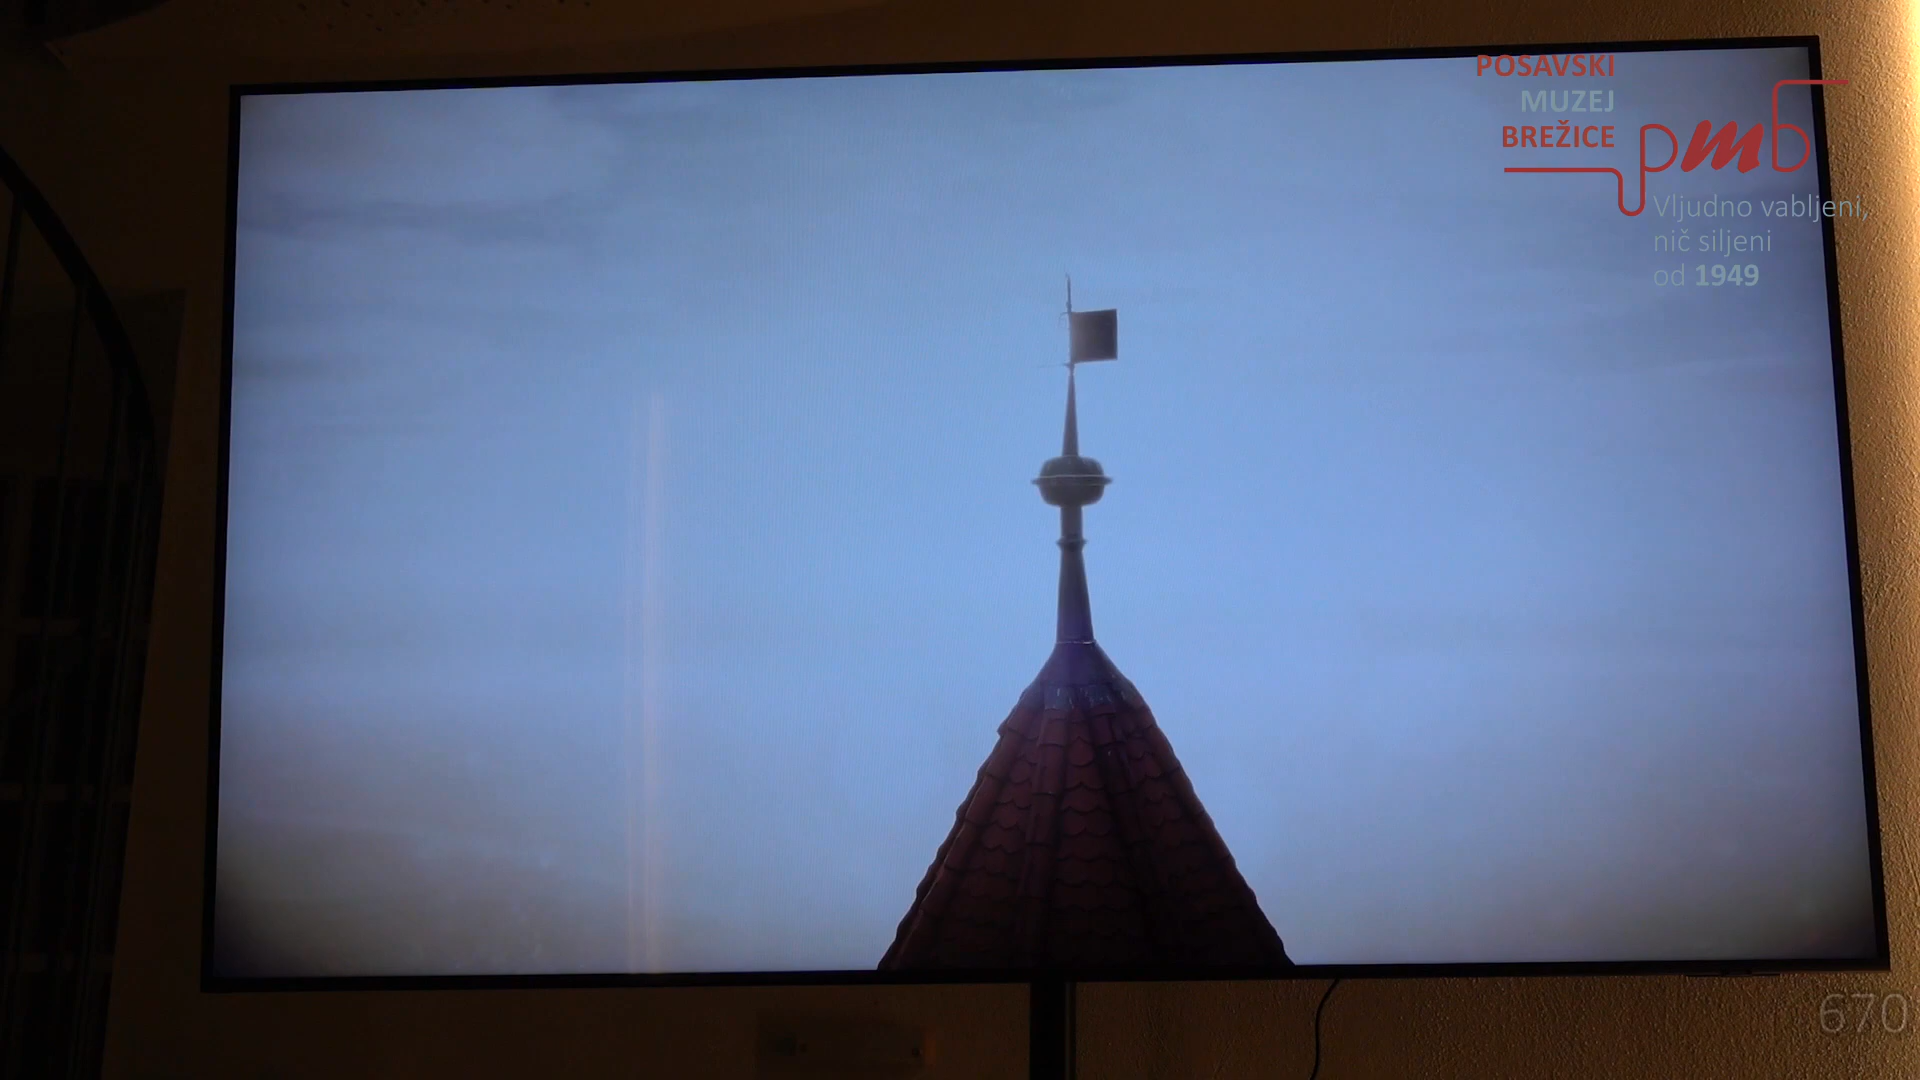 POSAVSKI
MUZEJ
BREŽICE
pmb
Vljudno vabljeni,
nič siljeni
od 1949
670